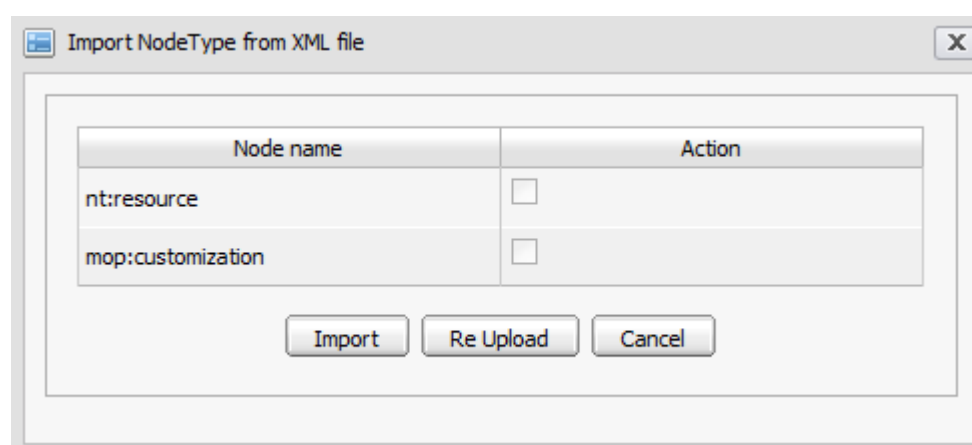 Import NodeType from XML file
X
Node name Action
nt:resource
mop:customization
Import Re Upload Cancel